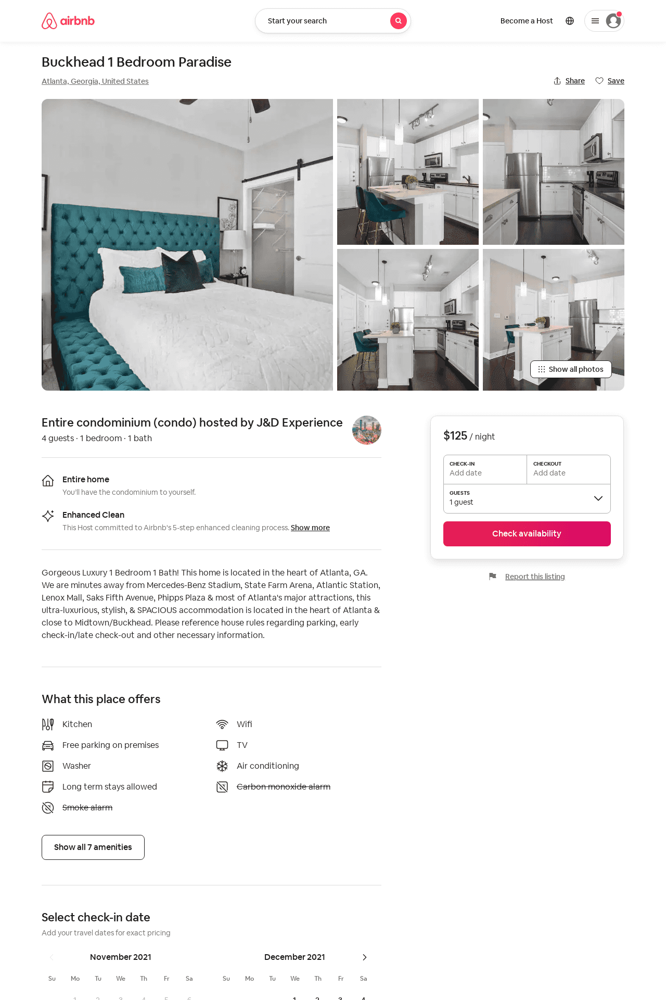 airbnb
Start your search
Become a Host
Buckhead 1 Bedroom Paradise
Atlanta, Georgia, United States
Share
Save
Show all photos
Entire condominium (condo) hosted by J&D Experience
4 guests · 1 bedroom · 1 bath
Entire home
You’ll have the condominium to yourself.
Enhanced Clean
This Host committed to Airbnb's 5-step enhanced cleaning process. Show more
$125 / night
CHECK-IN
Add date
CHECKOUT
Add date
GUESTS
1 guest
Check availability
Report this listing
Gorgeous Luxury 1 Bedroom 1 Bath! This home is located in the heart of Atlanta, GA.
We are minutes away from Mercedes-Benz Stadium, State Farm Arena, Atlantic Station,
Lenox Mall, Saks Fifth Avenue, Phipps Plaza & most of Atlanta's major attractions, this
ultra-luxurious, stylish, & SPACIOUS accommodation is located in the heart of Atlanta &
close to Midtown/Buckhead. Please reference house rules regarding parking, early
check-in/late check-out and other necessary information.
What this place offers
Kitchen
Wifi
Free parking on premises
TV
Washer
Air conditioning
Long term stays allowed
Carbon monoxide alarm
Smoke alarm
Show all 7 amenities
Select check-in date
Add your travel dates for exact pricing
November 2021
December 2021
Su Mo Tu We Th Fr Sa
Su Mo Tu We Th Fr Sa
1 2 3 4 5 6
1 2 3 4